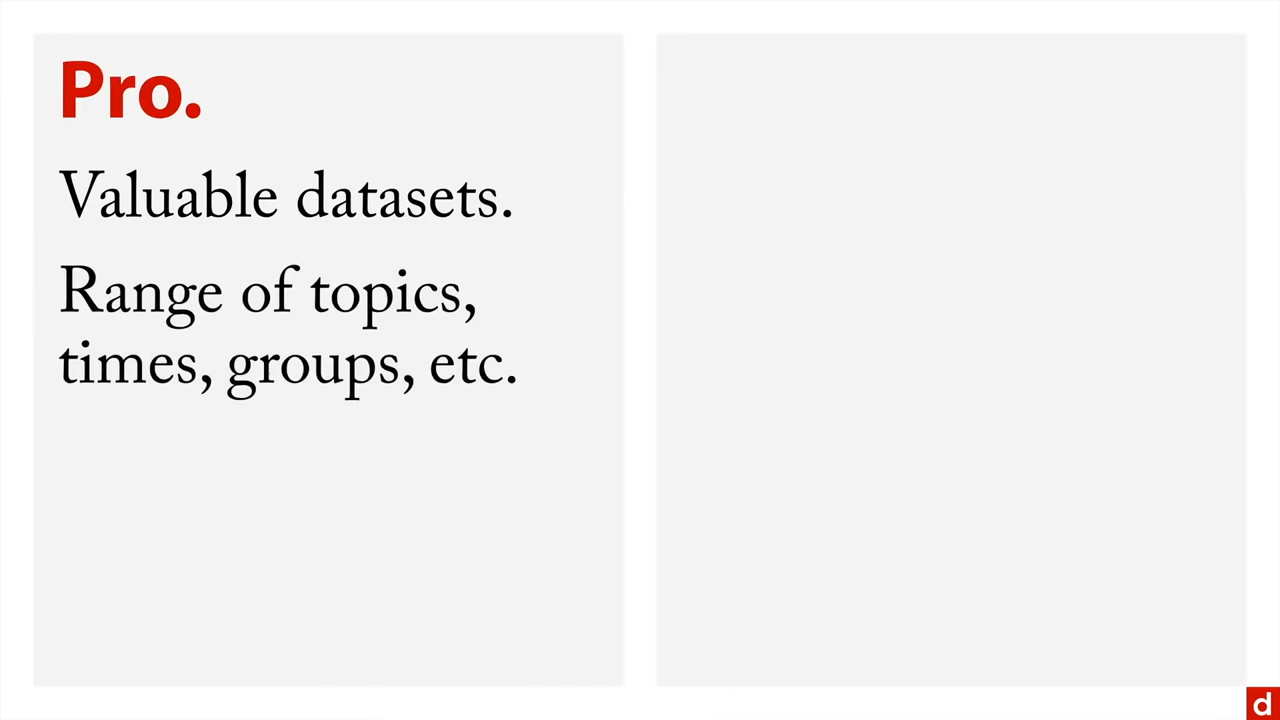 Pro.
Valuable datasets.
Range of topics,
times, groups, etc.
d